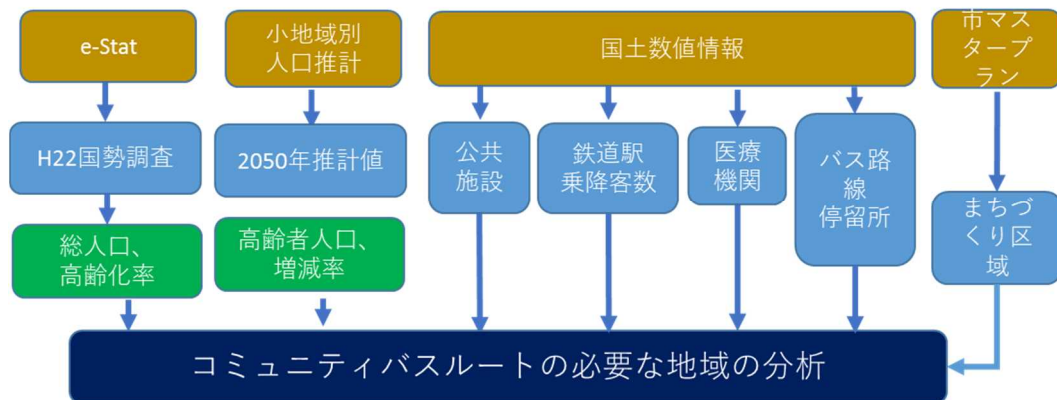 e-Stat
小地域別
人口推計
国土数値情報
市マス
タープ
ラン
H22国勢調査
2050年推計値
公共
施設
鉄道駅
乗降客数
医療
機関
バス路
線
停留所
まちづ
くり区
域
総人口、
高齢化率
高齢者人口、
増減率
コミュニティバスルートの必要な地域の分析